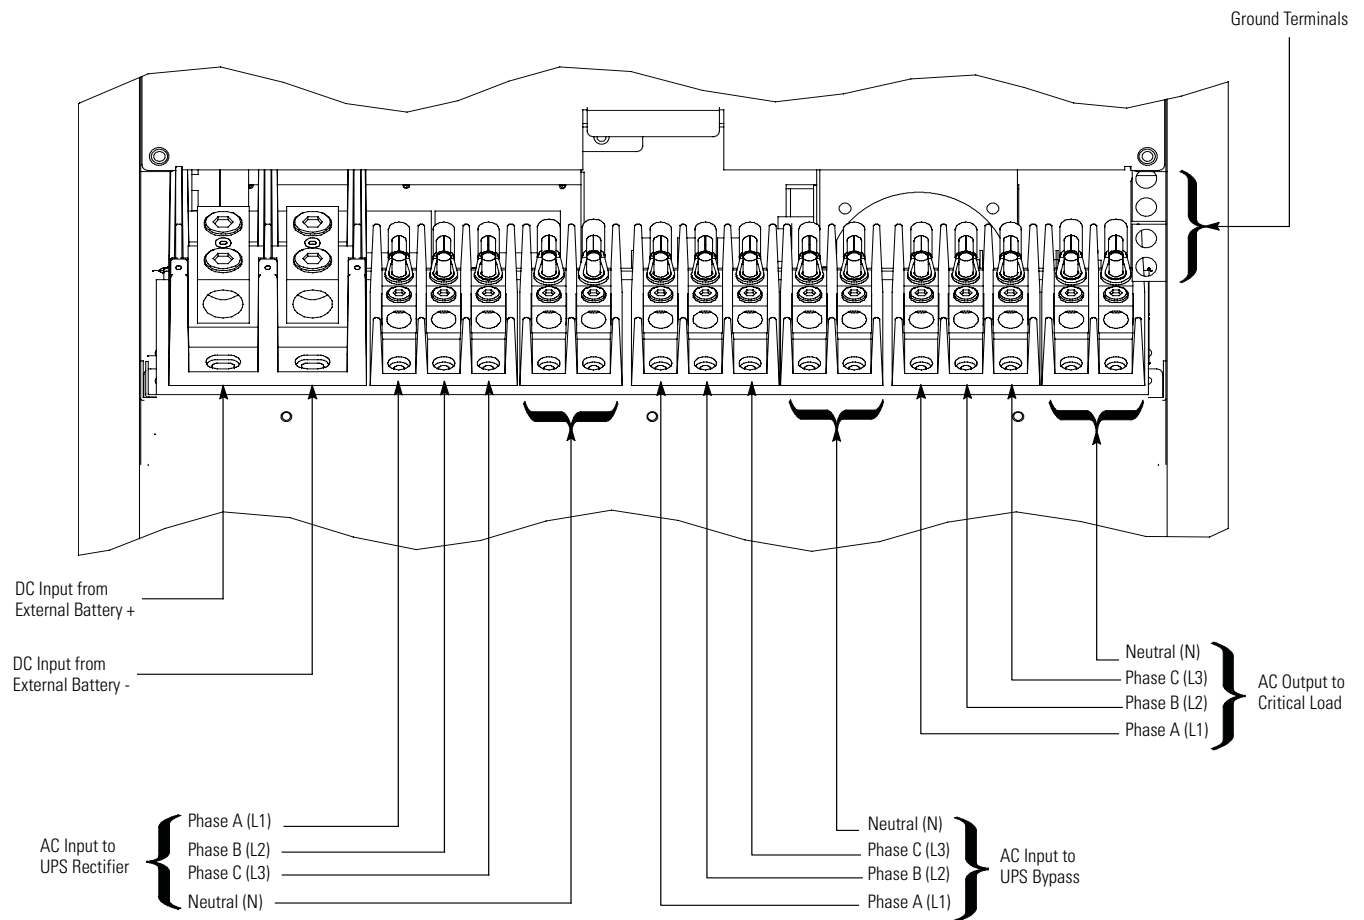 Ground Terminals
DC Input from
External Battery +
DC Input from
External Battery -
Neutral (N)
Phase C (L3)
Phase B (L2)
Phase A (L1)
AC Output to
Critical Load
AC Input to
UPS Rectifier
Phase A (L1)
Phase B (L2)
Phase C (L3)
Neutral (N)
Neutral (N)
Phase C (L3)
Phase B (L2)
Phase A (L1)
AC Input to
UPS Bypass